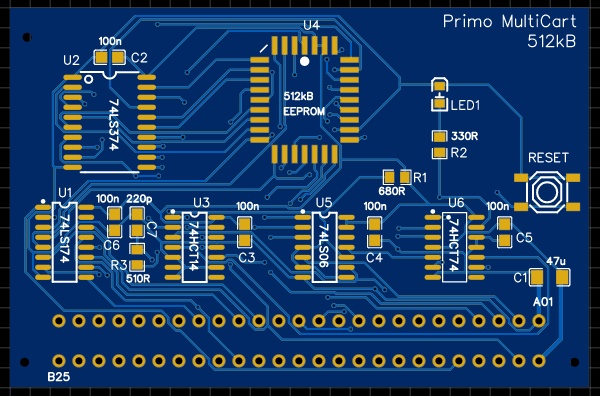 Primo MultiCart
512kB
U4
100n
U2
C2
74LS374
512kB
EEPROM
LED1
330R
R2
RESET
R1
680R
U1
100n
220p
U3
100n
U5
100n
U6
100n
74LS174
C6
C7
74HCT14
C3
74LS06
C4
74HCT74
C5
R3
510R
47u
C1
A01
B25